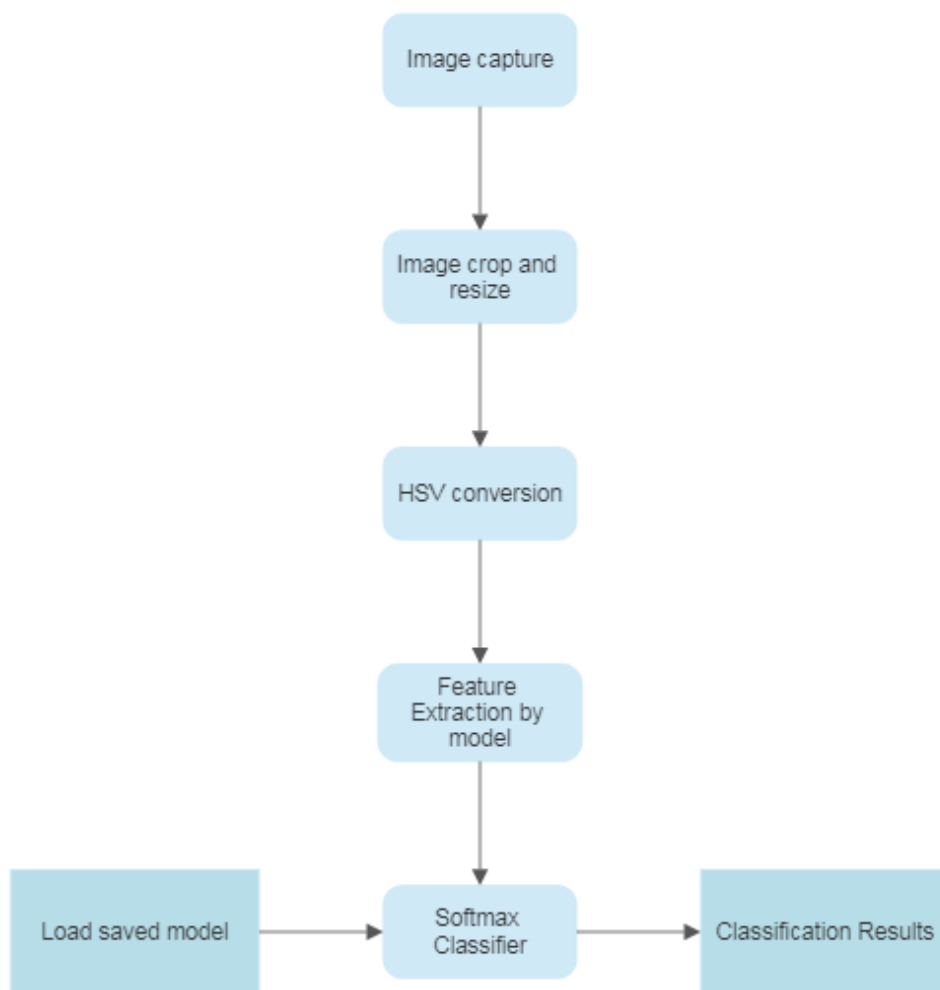 Image capture
Image crop and
resize
HSV conversion
Feature
Extraction by
model
Load saved model
Softmax
Classifier
Classification Results